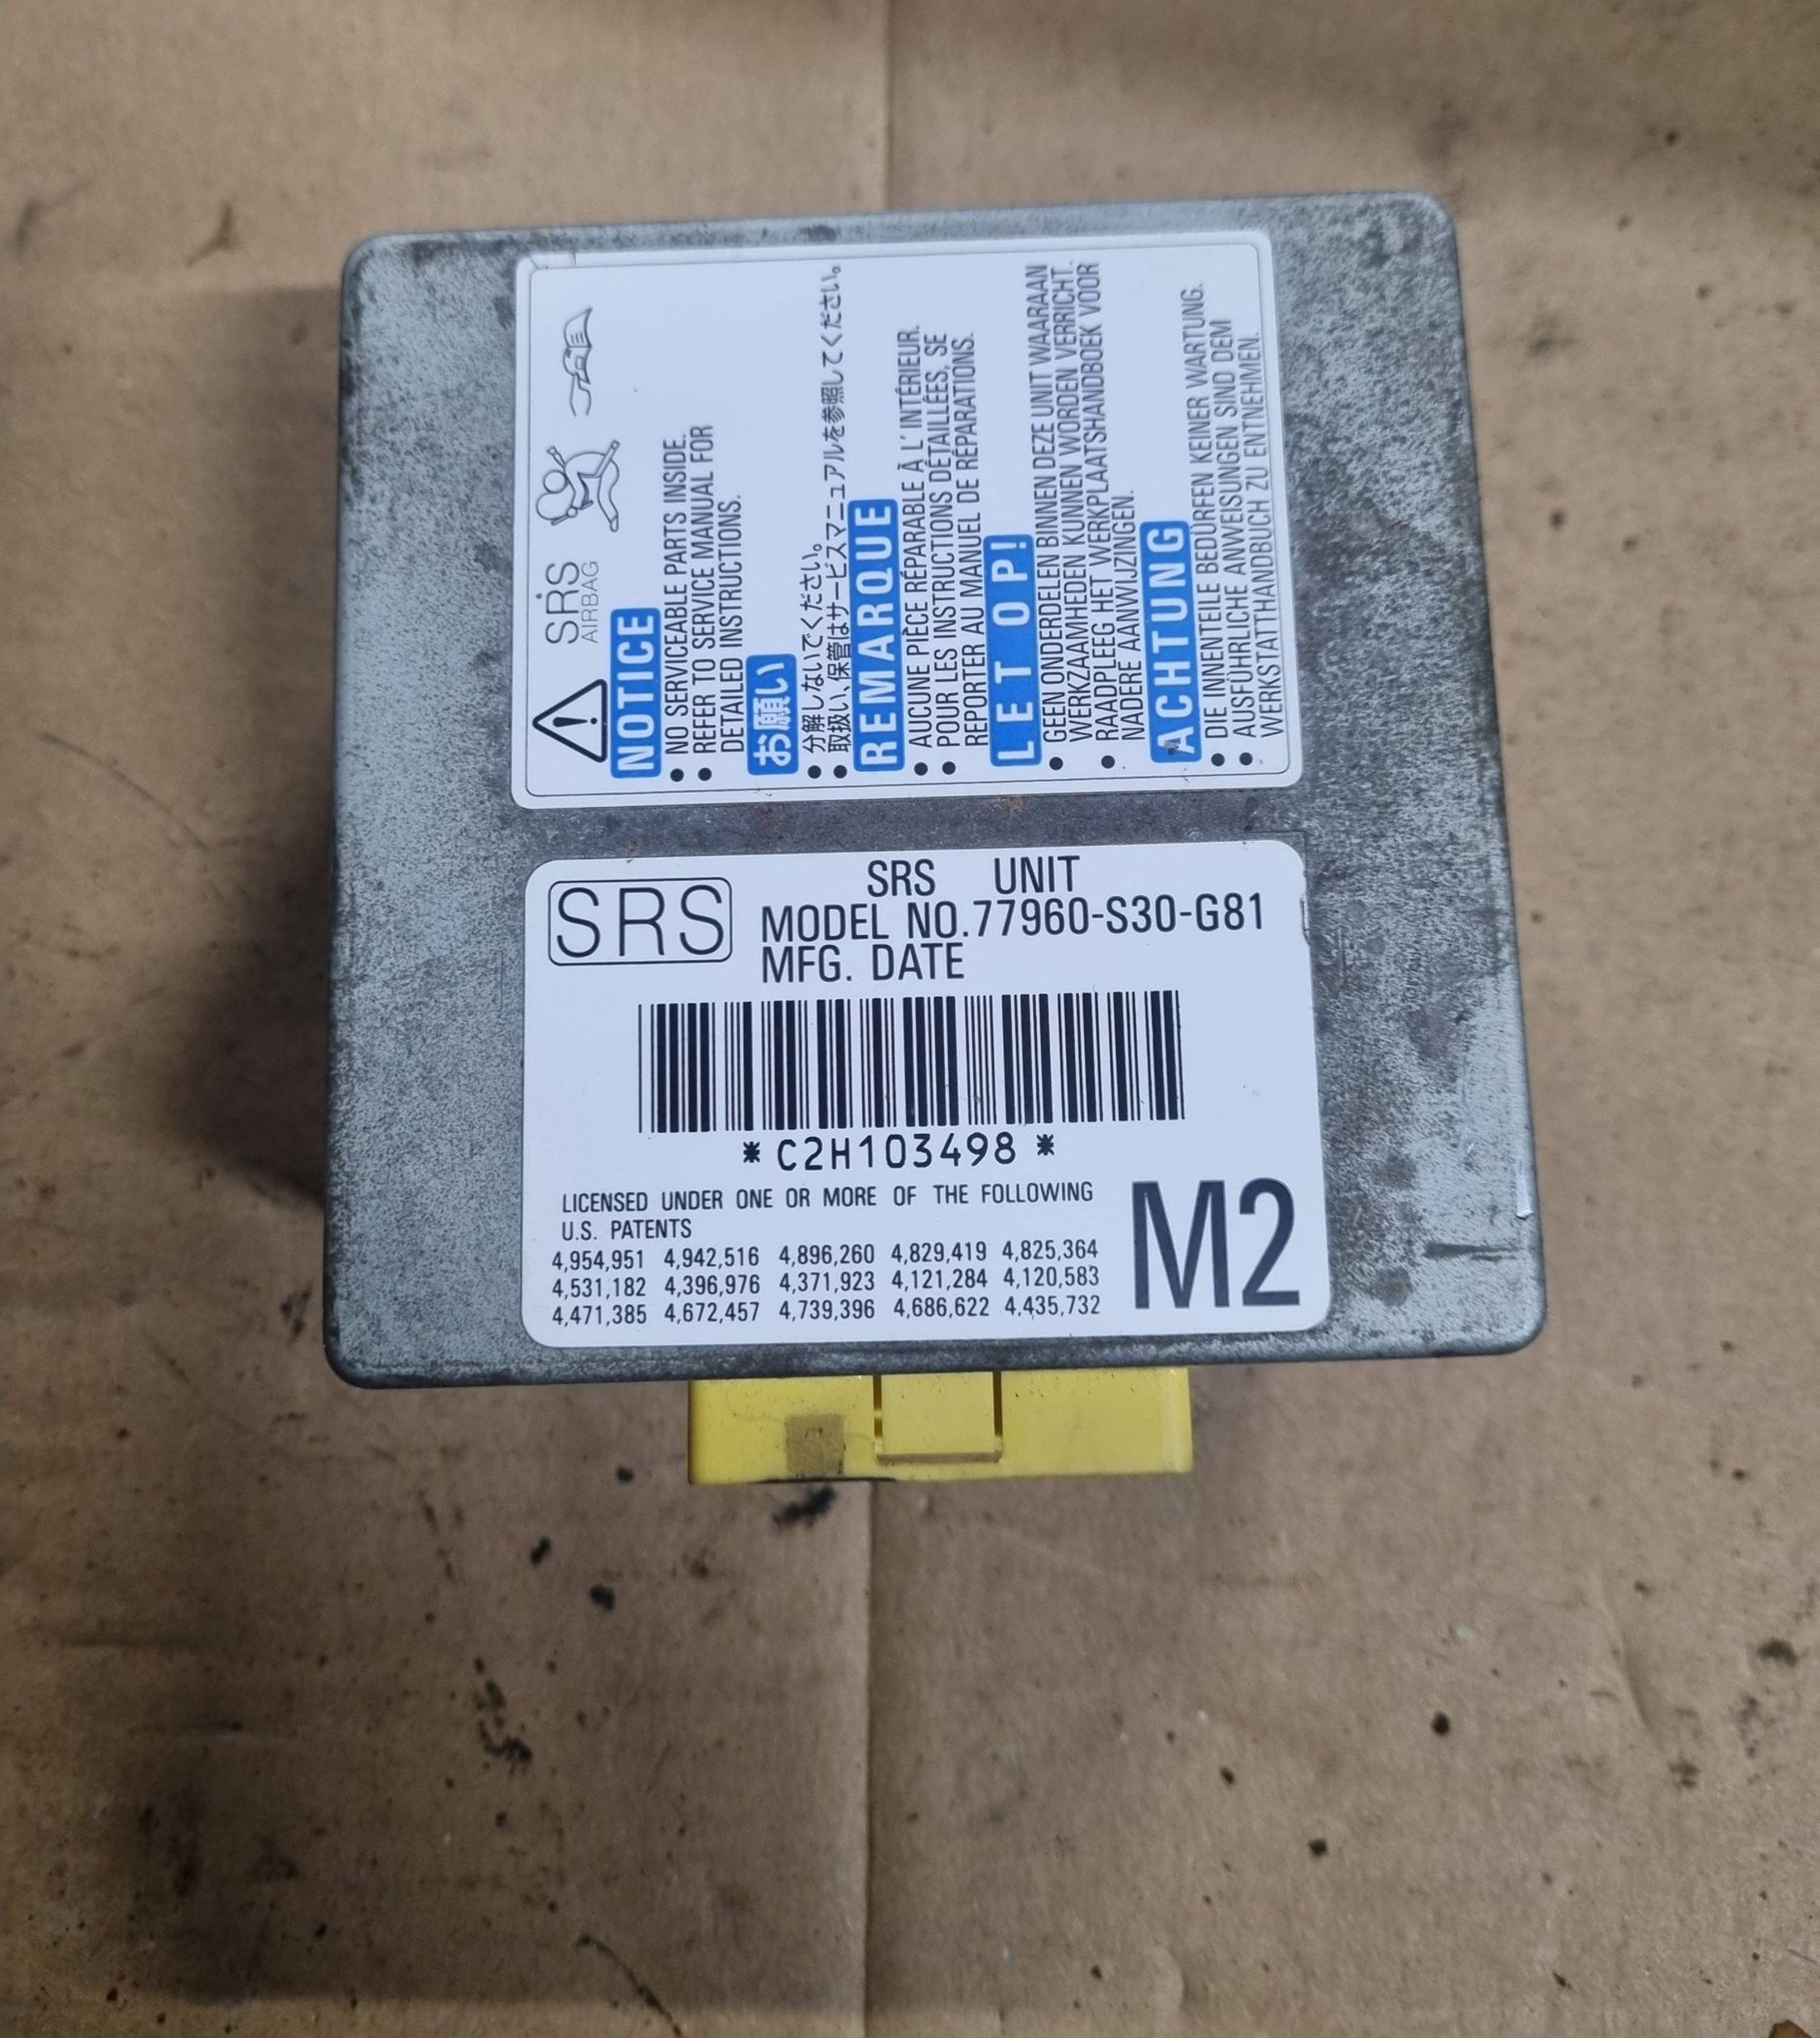 SRS
AIRBAG
NOTICE
• NO SERVICEABLE PARTS INSIDE.
• REFER TO SERVICE MANUAL FOR
DETAILED INSTRUCTIONS.
お願い
• 分解しないでください。
• 取扱い、保管はサービスマニュアルを参照してください。
REMARQUE
• AUCUNE PIÈCE RÉPARABLE À L'INTÉRIEUR.
• POUR LES INSTRUCTIONS DÉTAILLÉES, SE
REPORTER AU MANUEL DE RÉPARATIONS.
LET OP!
• GEEN ONDERDELEN BINNEN DEZE UNIT WAARAAN
WERKZAAMHEDEN KUNNEN WORDEN VERRICHT.
• RAADPLEEG HET WERKPLAATSHANDBOEK VOOR
NADERE AANWIJZINGEN.
ACHTUNG
• DIE INNENTEILE BEDÜRFEN KEINER WARTUNG.
• AUSFÜHRLICHE ANWEISUNGEN SIND DEM
WERKSTATTHANDBUCH ZU ENTNEHMEN.
SRS
SRS UNIT
MODEL NO.77960-S30-G81
MFG. DATE
*C2H103498*
LICENSED UNDER ONE OR MORE OF THE FOLLOWING
U.S. PATENTS
4,954,951 4,942,516 4,896,260 4,829,419 4,825,364
4,531,182 4,396,976 4,371,923 4,121,284 4,120,583
4,471,385 4,672,457 4,739,396 4,686,622 4,435,732
M2